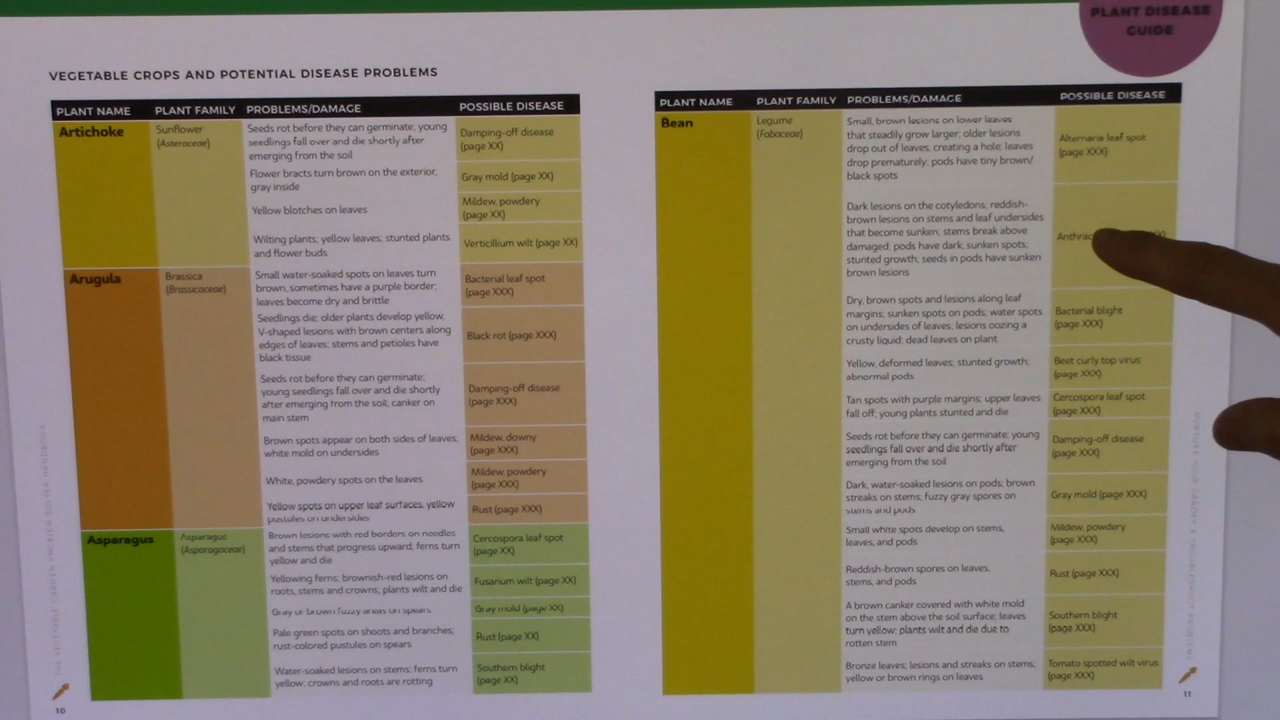 PLANT DISEASE
GUIDE
VEGETABLE CROPS AND POTENTIAL DISEASE PROBLEMS
PLANT NAME PLANT FAMILY PROBLEMS/DAMAGE POSSIBLE DISEASE
Artichoke Sunflower
(Asteraceae)
Seeds rot before they can germinate; young
seedlings fall over and die shortly after
emerging from the soil
Damping-off disease
(page XX)
Flower bracts turn brown on the exterior,
gray inside
Gray mold (page XX)
Yellow blotches on leaves
Mildew, powdery
(page XX)
Wilting plants; yellow leaves; stunted plants
and flower buds
Verticillium wilt (page XX)
Arugula Brassica
(Brassicaceae)
Small water-soaked spots on leaves turn
brown, sometimes have a purple border;
leaves become dry and brittle
Bacterial leaf spot
(page XXX)
Seedlings die; older plants develop yellow,
V-shaped lesions with brown centers along
edges of leaves; stems and petioles have
black tissue
Black rot (page XXX)
Seeds rot before they can germinate;
young seedlings fall over and die shortly
after emerging from the soil; canker on
main stem
Damping-off disease
(page XXX)
Brown spots appear on both sides of leaves;
white mold on undersides
Mildew, downy
(page XXX)
White, powdery spots on the leaves
Mildew, powdery
(page XXX)
Yellow spots on upper leaf surfaces, yellow
pustules on undersides
Rust (page XXX)
Asparagus Asparagus
(Asparagaceae)
Brown lesions with red borders on needles
and stems that progress upward; ferns turn
yellow and die
Cercospora leaf spot
(page XX)
Yellowing ferns; brownish-red lesions on
roots, stems and crowns; plants wilt and die
Fusarium wilt (page XX)
Gray or brown fuzzy areas on spears
Gray mold (page XX)
Pale green spots on shoots and branches;
rust-colored pustules on spears
Rust (page XX)
Water-soaked lesions on stems; ferns turn
yellow; crowns and roots are rotting
Southern blight
(page XX)
10
PLANT NAME PLANT FAMILY PROBLEMS/DAMAGE POSSIBLE DISEASE
Bean Legume
(Fabaceae)
Small, brown lesions on lower leaves
that steadily grow larger; older lesions
drop out of leaves, creating a hole; leaves
drop prematurely; pods have tiny brown/
black spots
Alternaria leaf spot
(page XXX)
Dark lesions on the cotyledons; reddish-
brown lesions on stems and leaf undersides
that become sunken; stems break above
damaged; pods have dark, sunken spots;
stunted growth; seeds in pods have sunken
brown lesions
Dry, brown spots and lesions along leaf
margins; sunken spots on pods; water spots
on undersides of leaves, lesions oozing a
crusty liquid; dead leaves on plant
Bacterial blight
(page XXX)
Yellow, deformed leaves; stunted growth;
abnormal pods
Beet curly top virus
(page XXX)
Tan spots with purple margins; upper leaves
fall off; young plants stunted and die
Cercospora leaf spot
(page XXX)
Seeds rot before they can germinate; young
seedlings fall over and die shortly after
emerging from the soil
Damping-off disease
(page XXX)
Dark, water-soaked lesions on pods; brown
streaks on stems; fuzzy gray spores on
stems and pods
Gray mold (page XXX)
Small white spots develop on stems,
leaves, and pods
Mildew, powdery
(page XXX)
Reddish-brown spores on leaves,
stems, and pods
Rust (page XXX)
A brown canker covered with white mold
on the stem above the soil surface; leaves
turn yellow; plants wilt and die due to
rotten stem
Southern blight
(page XXX)
Bronze leaves; lesions and streaks on stems;
yellow or brown rings on leaves
Tomato spotted wilt virus
(page XXX)
11